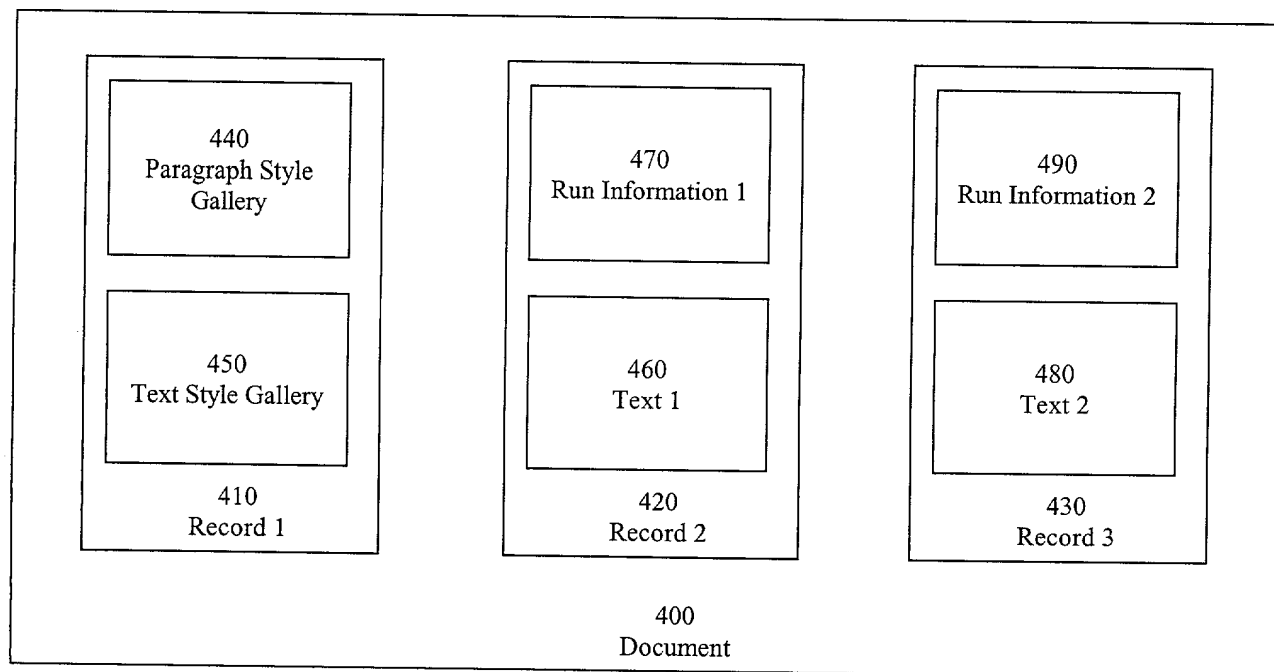 440
Paragraph Style
Gallery
450
Text Style Gallery
410
Record 1
470
Run Information 1
460
Text 1
420
Record 2
490
Run Information 2
480
Text 2
430
Record 3
400
Document